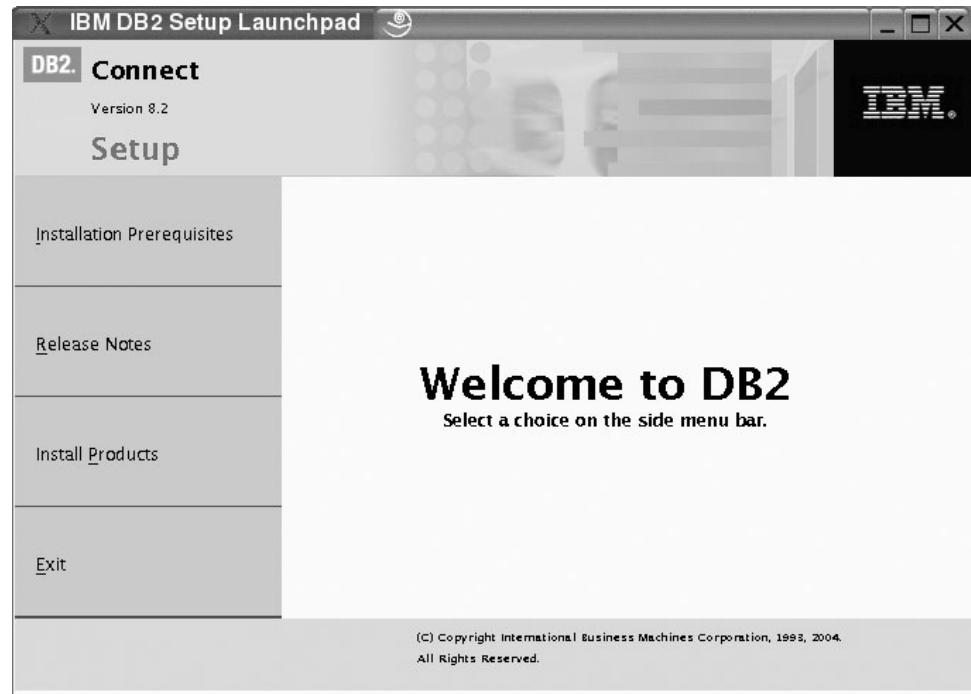 IBM DB2 Setup Launchpad
DB2. Connect
Version 8.2
Setup
IBM®
Installation Prerequisites
Release Notes
Install Products
Exit
Welcome to DB2
Select a choice on the side menu bar.
(C) Copyright International Business Machines Corporation, 1993, 2004.
All Rights Reserved.